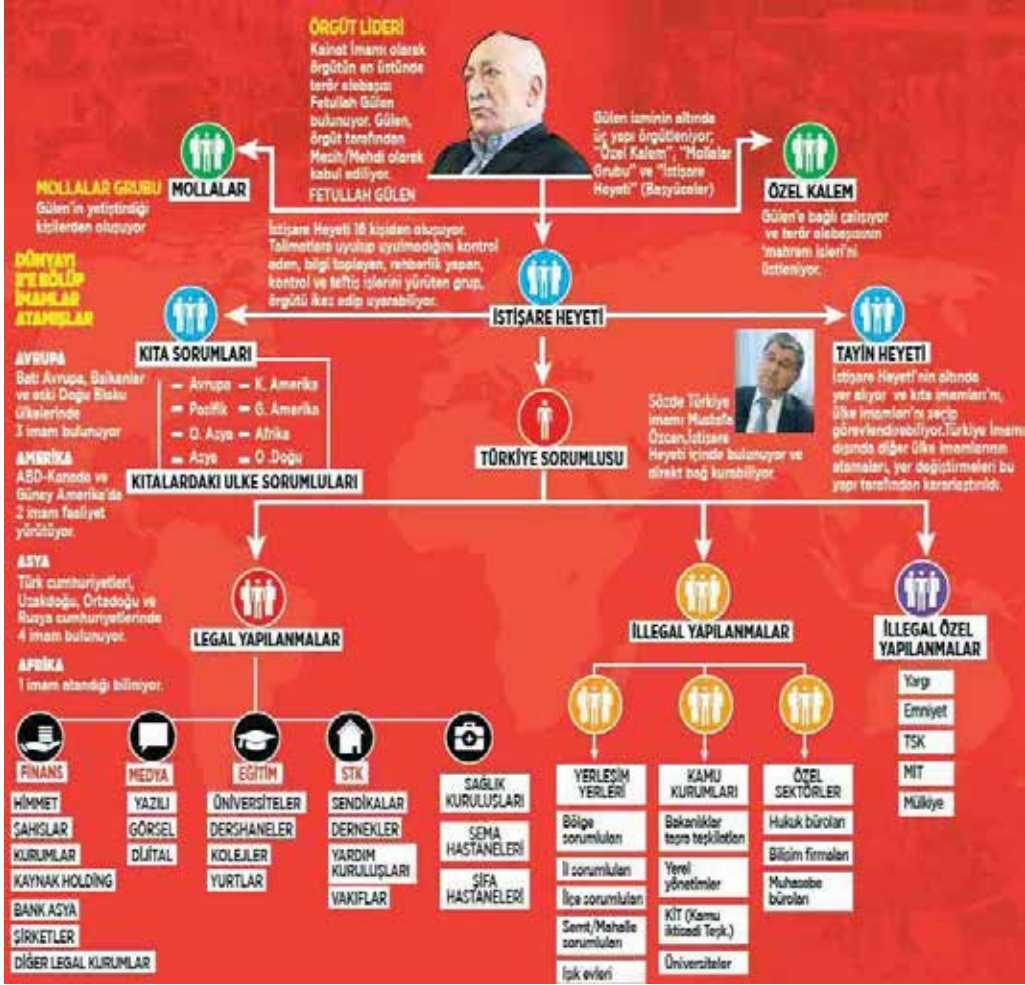 ÖRGÜT LİDERİ
Kainat İmamı olarak
örgütün en üstünde
terör elebaşısı
Fetullah Gülen
bulunuyor. Gülen,
örgüt tarafından
Mesih/Mehdi olarak
kabul ediliyor.
FETULLAH GÜLEN
Gülen isminin altında
üç yapı örgütleniyor;
"Özel Kalem", "Mollalar
Grubu" ve "İstişare
Heyeti" (Başyüceler)
MOLLALAR
MOLLALAR GRUBU
Gülen'in yetiştirdiği
kişilerden oluşuyor
ÖZEL KALEM
Gülen'e bağlı çalışıyor
ve terör elebaşısının
'mahrem işleri'ni
üstleniyor.
İstişare Heyeti 16 kişiden oluşuyor.
Talimatlara uyulup uyulmadığını kontrol
eden, bilgi toplayan, rehberlik yapan,
kontrol ve teftiş işlerini yürüten grup,
örgütü ikaz edip uyarabiliyor.
İSTİŞARE HEYETİ
DÜNYAYI
BÖLÜP
İMAMLAR
ATAMIŞLAR
AVRUPA
Batı Avrupa, Balkanlar
ve eski Doğu Bloku
ülkelerinde
3 imam bulunuyor
AMERİKA
ABD-Kanada ve
Güney Amerika'da
2 imam faaliyet
yürütüyor.
ASYA
Türk cumhuriyetleri,
Uzakdoğu, Ortadoğu ve
Rusya cumhuriyetlerinde
4 imam bulunuyor.
AFRİKA
1 imam atandığı biliniyor.
KITA SORUMLARI
- Avrupa - K. Amerika
- Pasifik - G. Amerika
- O. Asya - Afrika
- Asya - O .Doğu
KITALARDAKI ULKE SORUMLULARI
TÜRKİYE SORUMLUSU
Sözde Türkiye
imamı Mustafa
Özcan,İstişare
Heyeti içinde bulunuyor ve
direkt bağ kurabiliyor.
TAYİN HEYETİ
İstişare Heyeti'nin altında
yer alıyor ve kıta imamları'nı,
ülke imamları'nı seçip
görevlendirebiliyor.Türkiye İmamı
dışında diğer ülke imamlarının
atamaları, yer değiştirmeleri bu
yapı tarafından kararlaştırıldı.
LEGAL YAPILANMALAR
FİNANS
HİMMET
ŞAHISLAR
KURUMLAR
KAYNAK HOLDİNG
BANK ASYA
ŞİRKETLER
DİĞER LEGAL KURUMLAR
MEDYA
YAZILI
GÖRSEL
DİJİTAL
EĞİTİM
ÜNİVERSİTELER
DERSHANELER
KOLEJLER
YURTLAR
STK
SENDİKALAR
DERNEKLER
YARDIM
KURULUŞLARI
VAKIFLAR
SAĞLIK
KURULUŞLARI
SEMA
HASTANELERİ
ŞİFA
HASTANELERİ
İLLEGAL YAPILANMALAR
YERLEŞİM
YERLERİ
Bölge
sorumluları
İl sorumluları
İlçe sorumluları
Semt/Mahalle
sorumluları
Işık evleri
KAMU
KURUMLARI
Bakanlıklar
taşra teşkilatları
Yerel
yönetimler
KİT (Kamu
iktisadi Teşk.)
Üniversiteler
ÖZEL
SEKTÖRLER
Hukuk büroları
Bilişim firmaları
Muhasebe
büroları
İLLEGAL ÖZEL
YAPILANMALAR
Yargı
Emniyet
TSK
MİT
Mülkiye